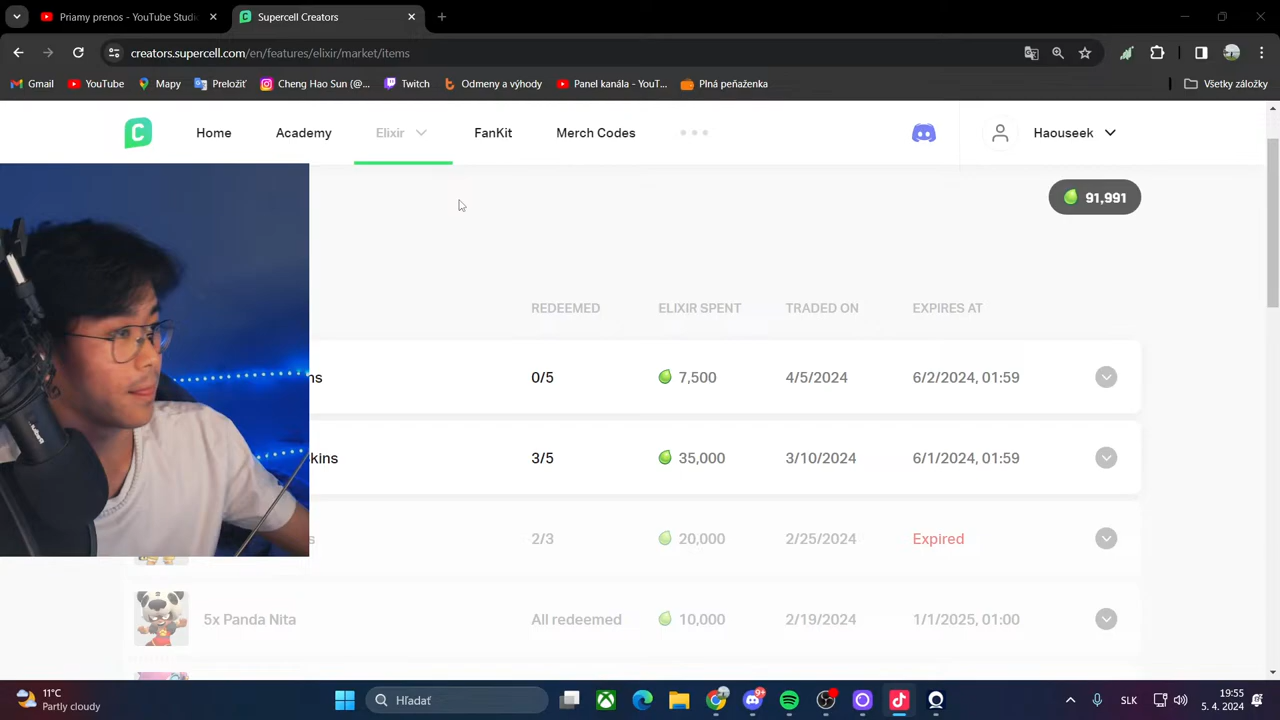 Priamy prenos - YouTube Studi
Supercell Creators
creators.supercell.com/en/features/elixir/market/items
Gmail
YouTube
Mapy
Preložiť
Cheng Hao Sun (@...
Twitch
Odmeny a výhody
Panel kanála - YouT...
Plná peňaženka
Všetky záložky
C
Home
Academy
Elixir
FanKit
Merch Codes
Haouseek
91,991
REDEEMED
ELIXIR SPENT
TRADED ON
EXPIRES AT
ns
0/5
7,500
4/5/2024
6/2/2024, 01:59
kins
3/5
35,000
3/10/2024
6/1/2024, 01:59
s
2/3
20,000
2/25/2024
Expired
5x Panda Nita
All redeemed
10,000
2/19/2024
1/1/2025, 01:00
11°C
Partly cloudy
Hľadať
9+
SLK
19:55
5. 4. 2024